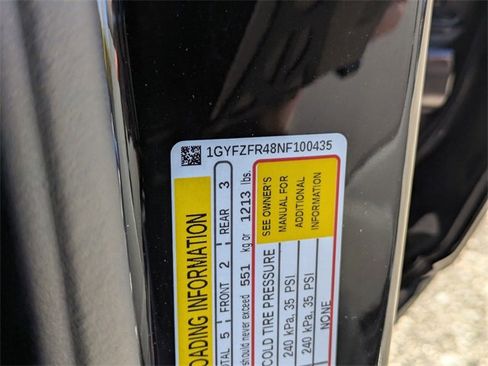 1GYFZFR48NF100435
LOADING INFORMATION
TOTAL 5 FRONT 2 REAR 3
should never exceed 551 kg or 1213 lbs.
COLD TIRE PRESSURE
240 kPa, 35 PSI
240 kPa, 35 PSI
NONE
SEE OWNER'S
MANUAL FOR
ADDITIONAL
INFORMATION